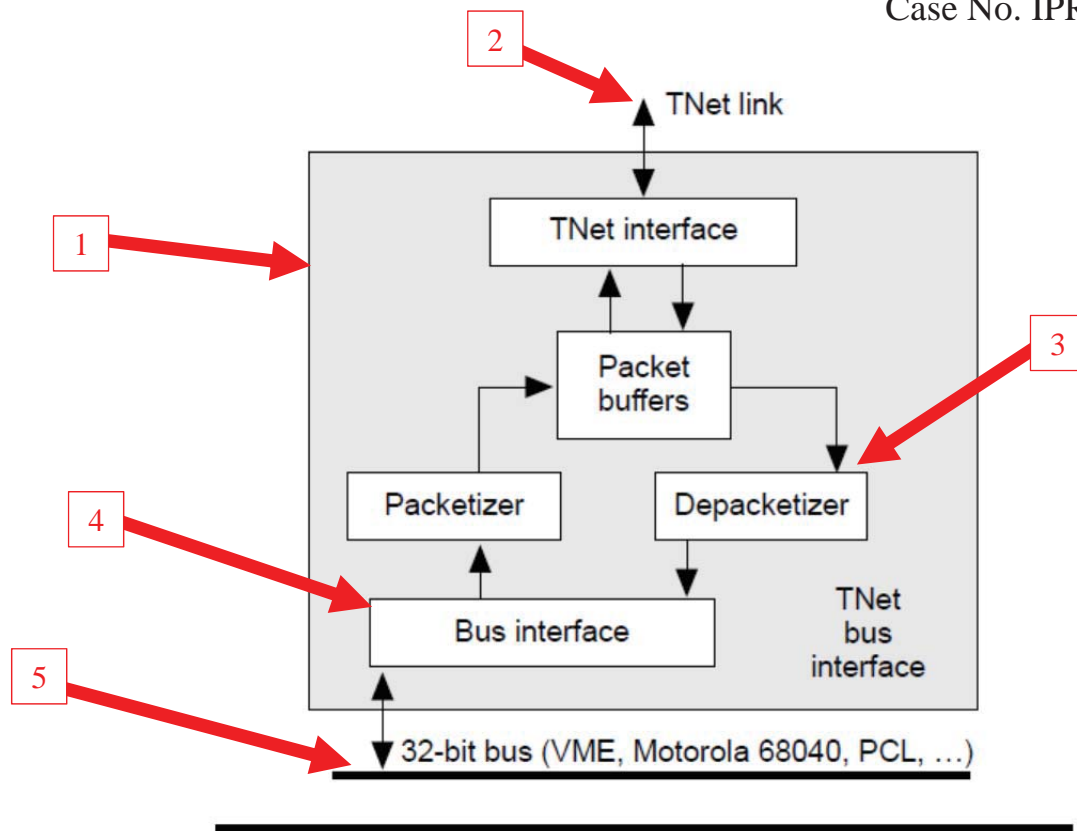 Case No. IPR
2
TNet link
1
TNet interface
3
Packet
buffers
Packetizer
Depacketizer
4
TNet
bus
interface
Bus interface
5
32-bit bus (VME, Motorola 68040, PCL, …)